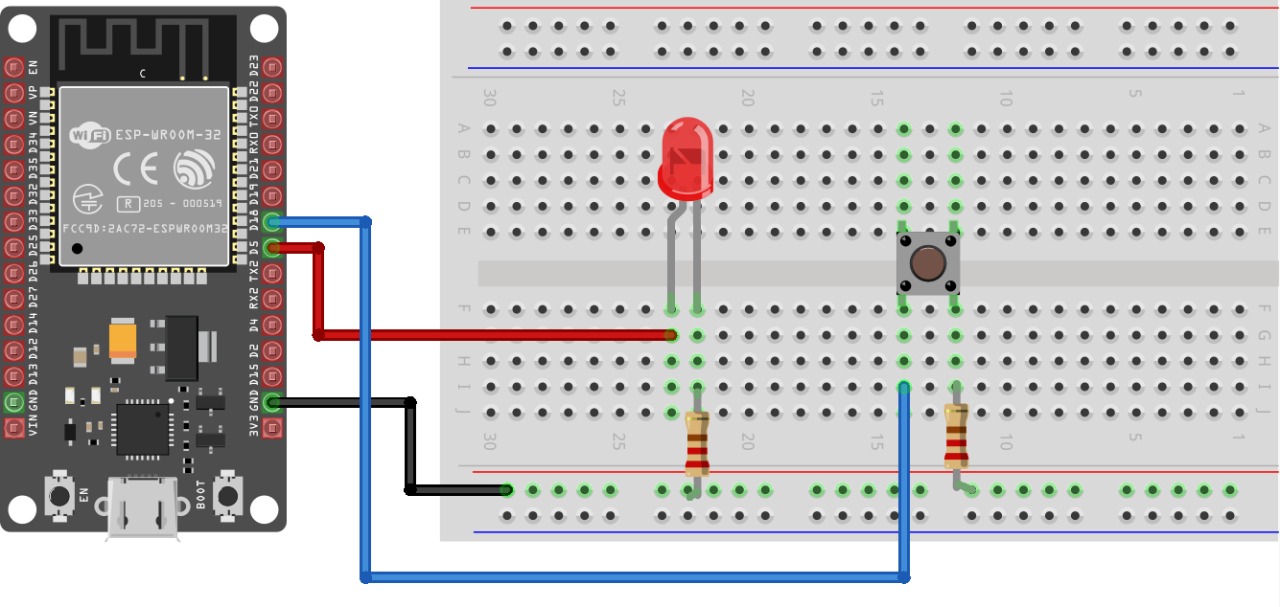 C
WiFi ESP-WROOM-32
CE
R 205 - 000519
FCC9D:2AC72-ESPWROOM32
EN
VP
VN
D34
D35
D32
D33
D25
D26
D27
D14
D12
D13
GND
VIN
D23
D22
TX0
RX0
D21
D19
D18
D5
TX2
RX2
D4
D2
D15
GND
3V3
EN
BOOT
30 25 20 15 10 5 1
A A
B B
C C
D D
E E
F F
G G
H H
I I
J J
30 25 20 15 10 5 1